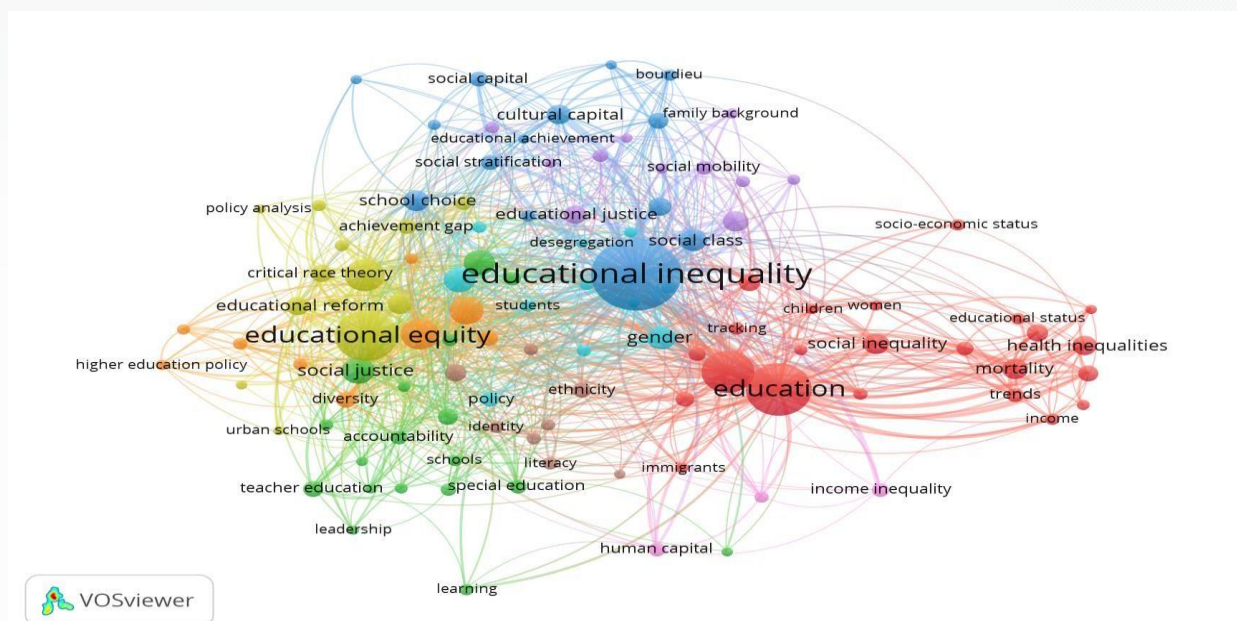 social capital
bourdieu
cultural capital
family background
educational achievement
social stratification
social mobility
school choice
policy analysis
educational justice
achievement gap
socio-economic status
desegregation
social class
critical race theory
educational inequality
educational reform
students
children
women
educational status
educational equity
gender
tracking
social inequality
health inequalities
higher education policy
social justice
mortality
education
ethnicity
trends
diversity
policy
income
urban schools
identity
accountability
schools
literacy
immigrants
teacher education
special education
income inequality
leadership
human capital
learning
VOSviewer